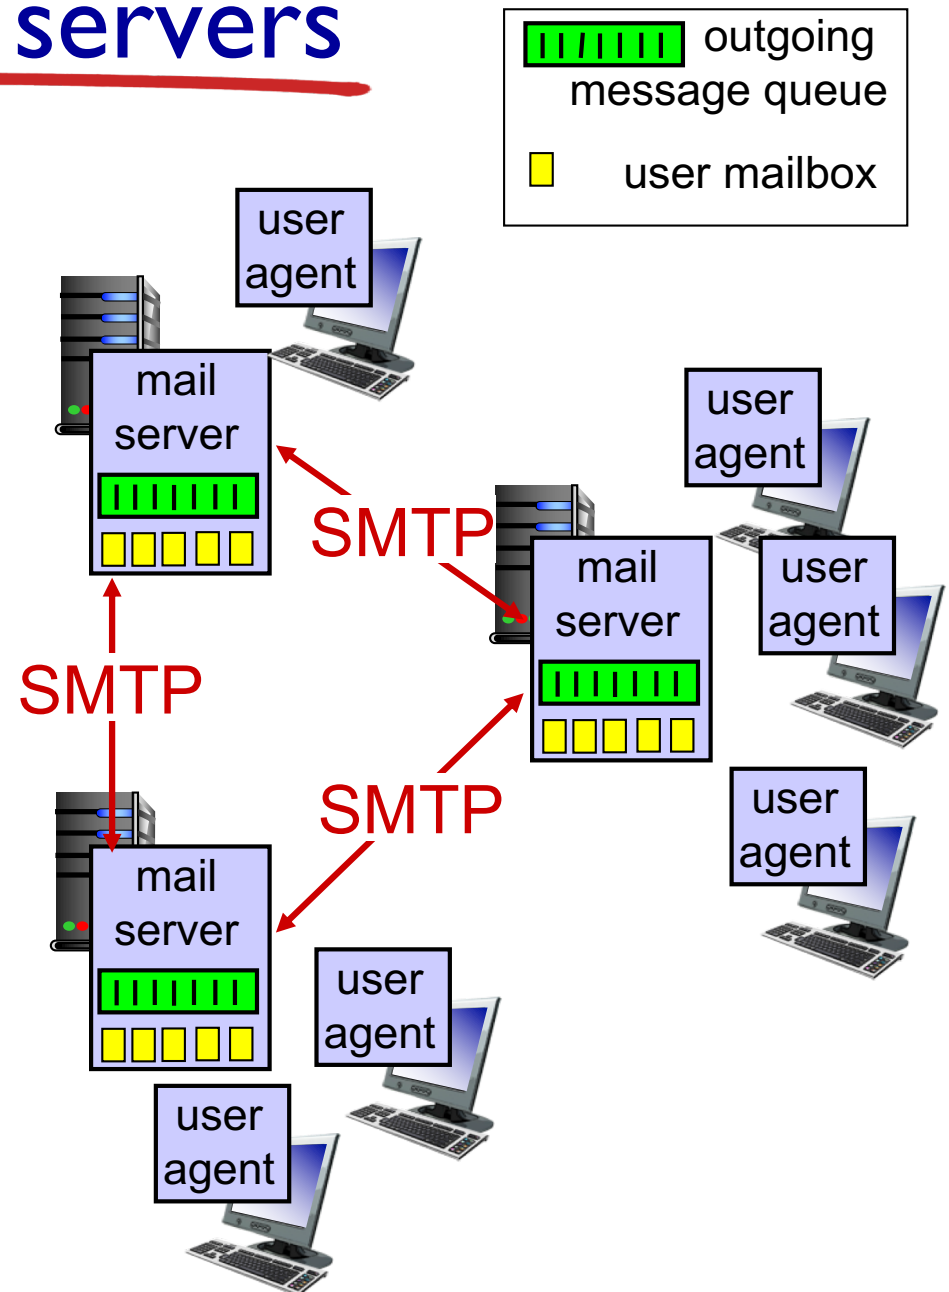 servers
outgoing
message queue
user mailbox
user
agent
mail
server
SMTP
user
agent
mail
server
user
agent
SMTP
SMTP
user
agent
mail
server
user
agent
user
agent